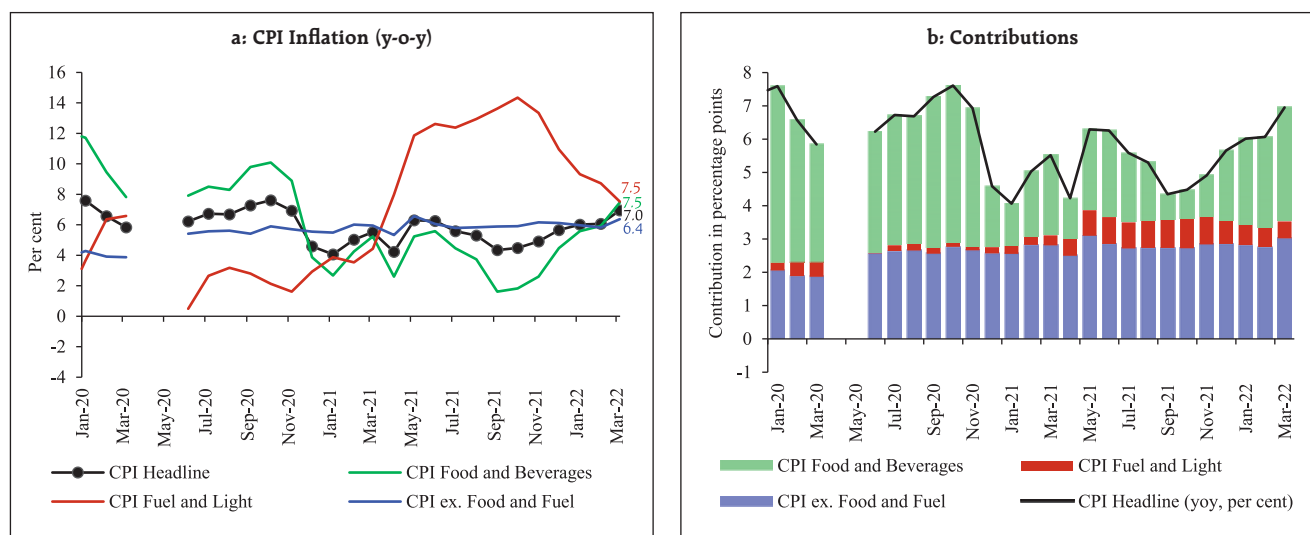 a: CPI Inflation (y-o-y)
Per cent
16
14
12
10
8
6
4
2
0
-2
-4
7.5
7.5
7.0
6.4
Jan-20
Mar-20
May-20
Jul-20
Sep-20
Nov-20
Jan-21
Mar-21
May-21
Jul-21
Sep-21
Nov-21
Jan-22
Mar-22
CPI Headline
CPI Food and Beverages
CPI Fuel and Light
CPI ex. Food and Fuel
b: Contributions
Contribution in percentage points
8
7
6
5
4
3
2
1
0
-1
Jan-20
Mar-20
May-20
Jul-20
Sep-20
Nov-20
Jan-21
Mar-21
May-21
Jul-21
Sep-21
Nov-21
Jan-22
Mar-22
CPI Food and Beverages
CPI Fuel and Light
CPI ex. Food and Fuel
CPI Headline (yoy, per cent)